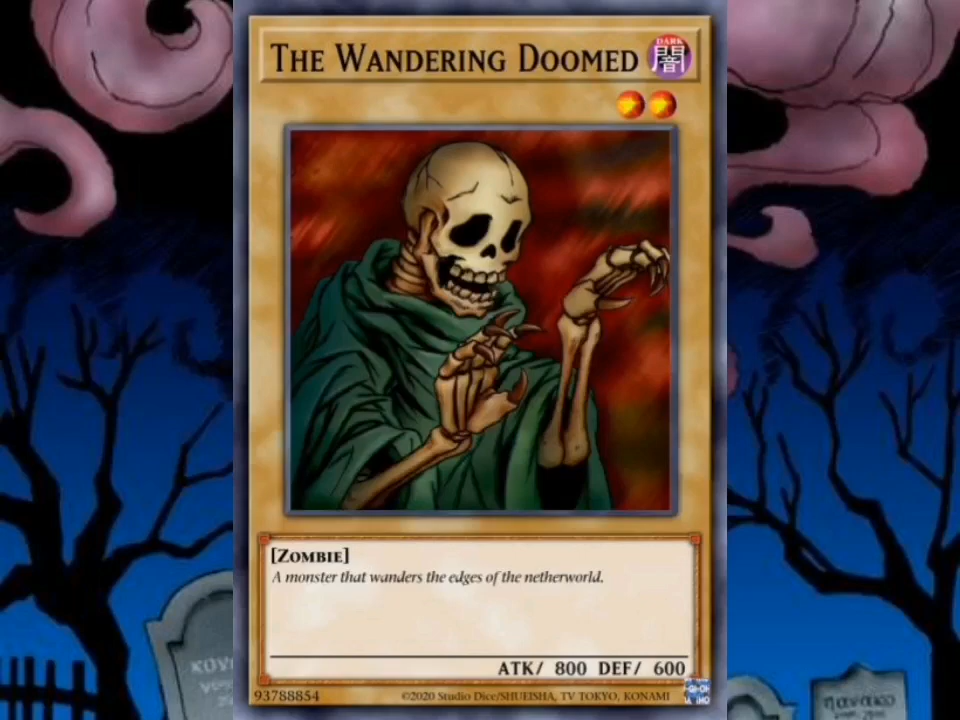 THE WANDERING DOOMED
DARK
闇
[ZOMBIE]
A monster that wanders the edges of the netherworld.
ATK/ 800 DEF/ 600
93788854
©2020 Studio Dice/SHUEISHA, TV TOKYO, KONAMI